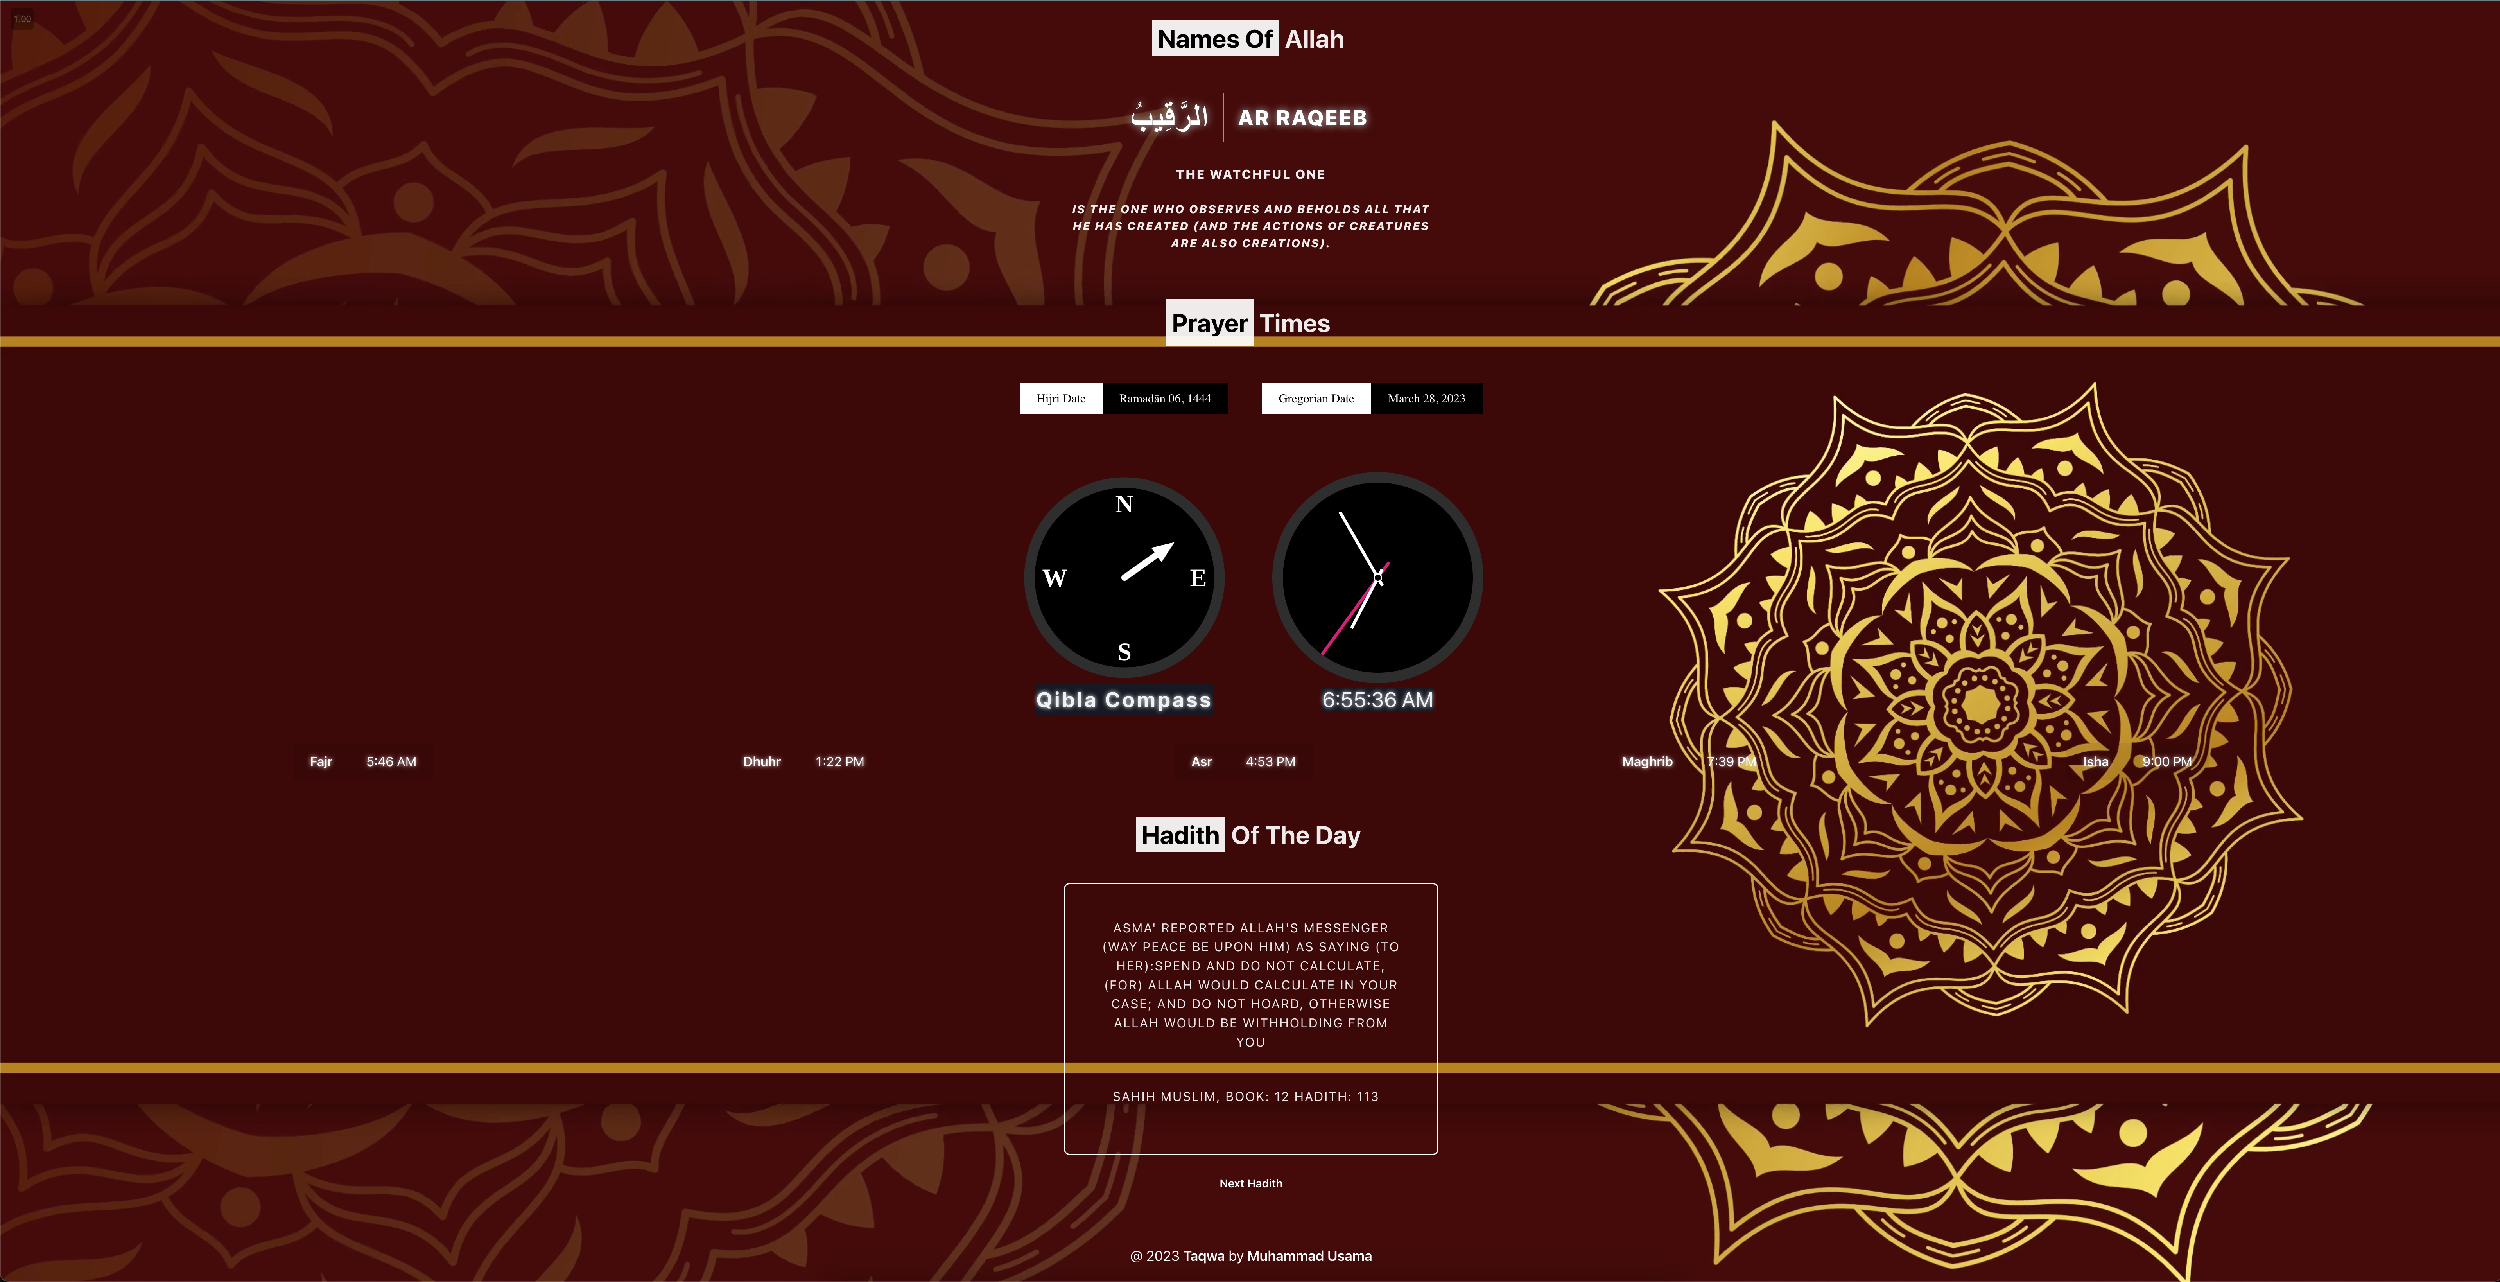 1.00
Names Of Allah
الرَّقِيبُ AR RAQEEB
THE WATCHFUL ONE
IS THE ONE WHO OBSERVES AND BEHOLDS ALL THAT
HE HAS CREATED (AND THE ACTIONS OF CREATURES
ARE ALSO CREATIONS).
Prayer Times
Hijri Date Ramaḍān 06, 1444 Gregorian Date March 28, 2023
N
W E
S
Qibla Compass 6:55:36 AM
Fajr 5:46 AM Dhuhr 1:22 PM Asr 4:53 PM Maghrib 7:39 PM Isha 9:00 PM
Hadith Of The Day
ASMA' REPORTED ALLAH'S MESSENGER
(WAY PEACE BE UPON HIM) AS SAYING (TO
HER):SPEND AND DO NOT CALCULATE,
(FOR) ALLAH WOULD CALCULATE IN YOUR
CASE; AND DO NOT HOARD, OTHERWISE
ALLAH WOULD BE WITHHOLDING FROM
YOU
SAHIH MUSLIM, BOOK: 12 HADITH: 113
Next Hadith
@ 2023 Taqwa by Muhammad Usama